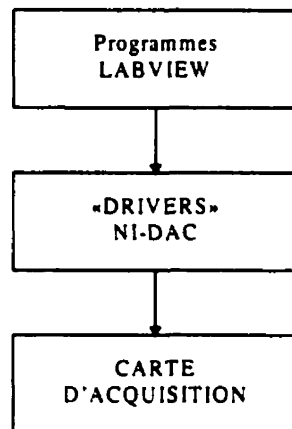 Programmes
LABVIEW
«DRIVERS»
NI-DAC
CARTE
D'ACQUISITION